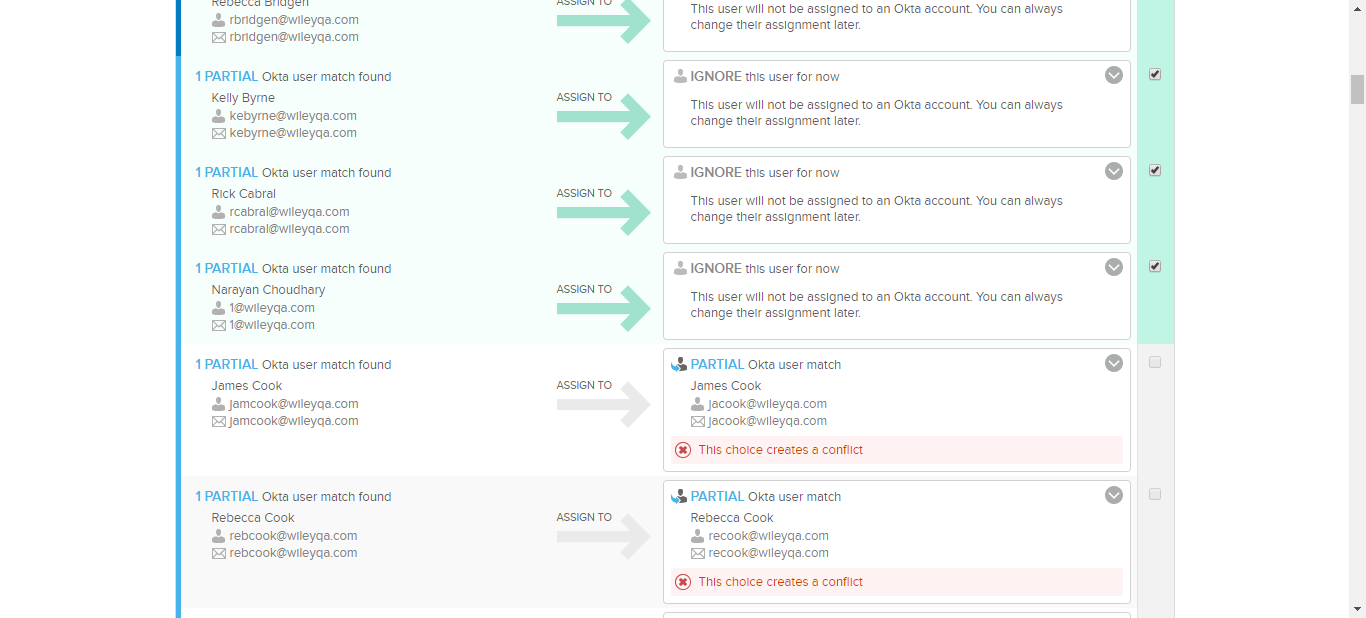 Rebecca Bridgen
rbridgen@wileyqa.com
rbridgen@wileyqa.com
ASSIGN TO
This user will not be assigned to an Okta account. You can always
change their assignment later.
1 PARTIAL Okta user match found
Kelly Byrne
kebyrne@wileyqa.com
kebyrne@wileyqa.com
ASSIGN TO
IGNORE this user for now
This user will not be assigned to an Okta account. You can always
change their assignment later.
1 PARTIAL Okta user match found
Rick Cabral
rcabral@wileyqa.com
rcabral@wileyqa.com
ASSIGN TO
IGNORE this user for now
This user will not be assigned to an Okta account. You can always
change their assignment later.
1 PARTIAL Okta user match found
Narayan Choudhary
1@wileyqa.com
1@wileyqa.com
ASSIGN TO
IGNORE this user for now
This user will not be assigned to an Okta account. You can always
change their assignment later.
1 PARTIAL Okta user match found
James Cook
jamcook@wileyqa.com
jamcook@wileyqa.com
ASSIGN TO
PARTIAL Okta user match
James Cook
jacook@wileyqa.com
jacook@wileyqa.com
This choice creates a conflict
1 PARTIAL Okta user match found
Rebecca Cook
rebcook@wileyqa.com
rebcook@wileyqa.com
ASSIGN TO
PARTIAL Okta user match
Rebecca Cook
recook@wileyqa.com
recook@wileyqa.com
This choice creates a conflict